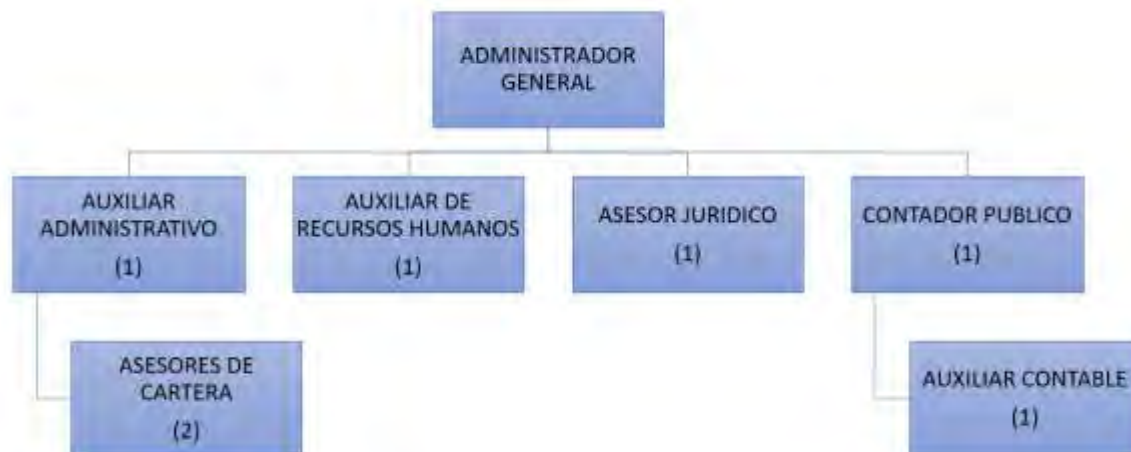 ADMINISTRADOR
GENERAL
AUXILIAR
ADMINISTRATIVO
(1)
AUXILIAR DE
RECURSOS HUMANOS
(1)
ASESOR JURIDICO
(1)
CONTADOR PUBLICO
(1)
ASESORES DE
CARTERA
(2)
AUXILIAR CONTABLE
(1)